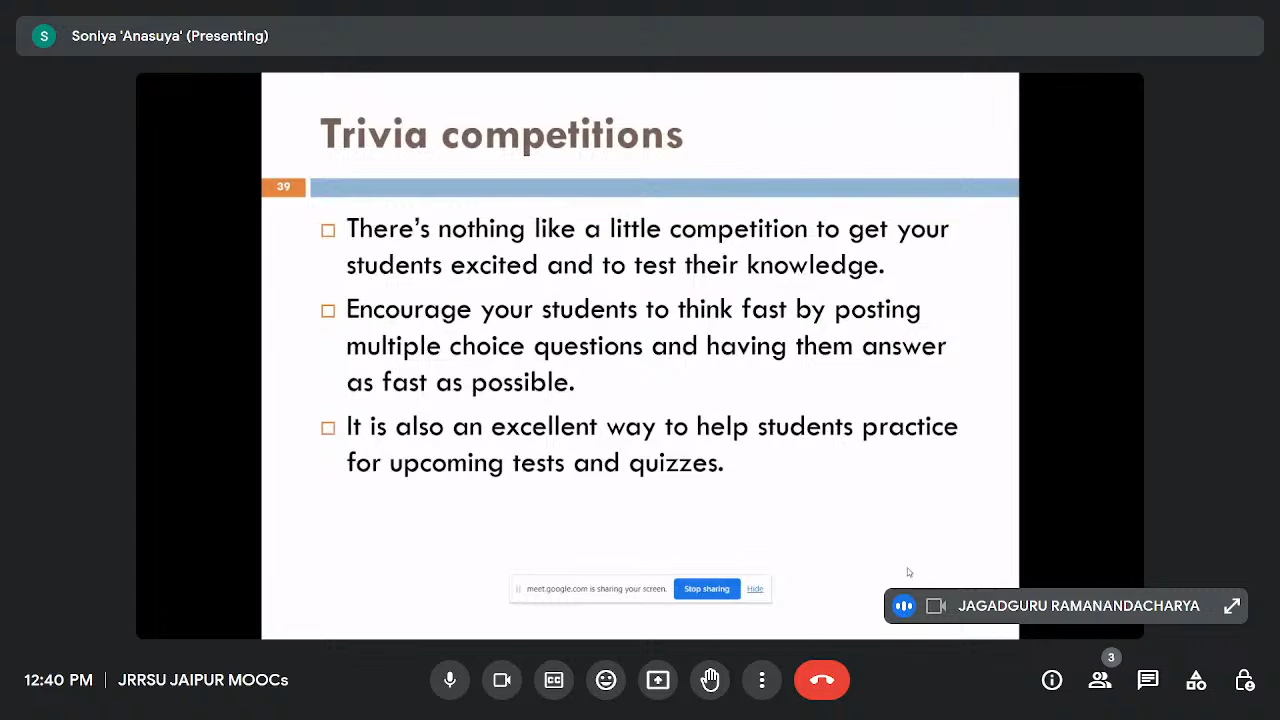 S Soniya 'Anasuya' (Presenting)
Trivia competitions
39
There's nothing like a little competition to get your
students excited and to test their knowledge.
Encourage your students to think fast by posting
multiple choice questions and having them answer
as fast as possible.
It is also an excellent way to help students practice
for upcoming tests and quizzes.
meet.google.com is sharing your screen. Stop sharing Hide
JAGADGURU RAMANANDACHARYA
3
12:40 PM JRRSU JAIPUR MOOCs